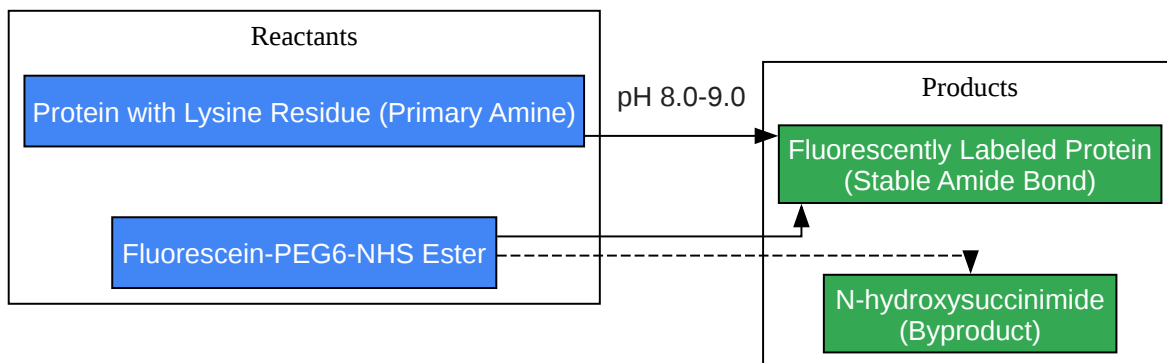 Reactants
Protein with Lysine Residue (Primary Amine)
Fluorescein-PEG6-NHS Ester
pH 8.0-9.0
Products
Fluorescently Labeled Protein
(Stable Amide Bond)
N-hydroxysuccinimide
(Byproduct)